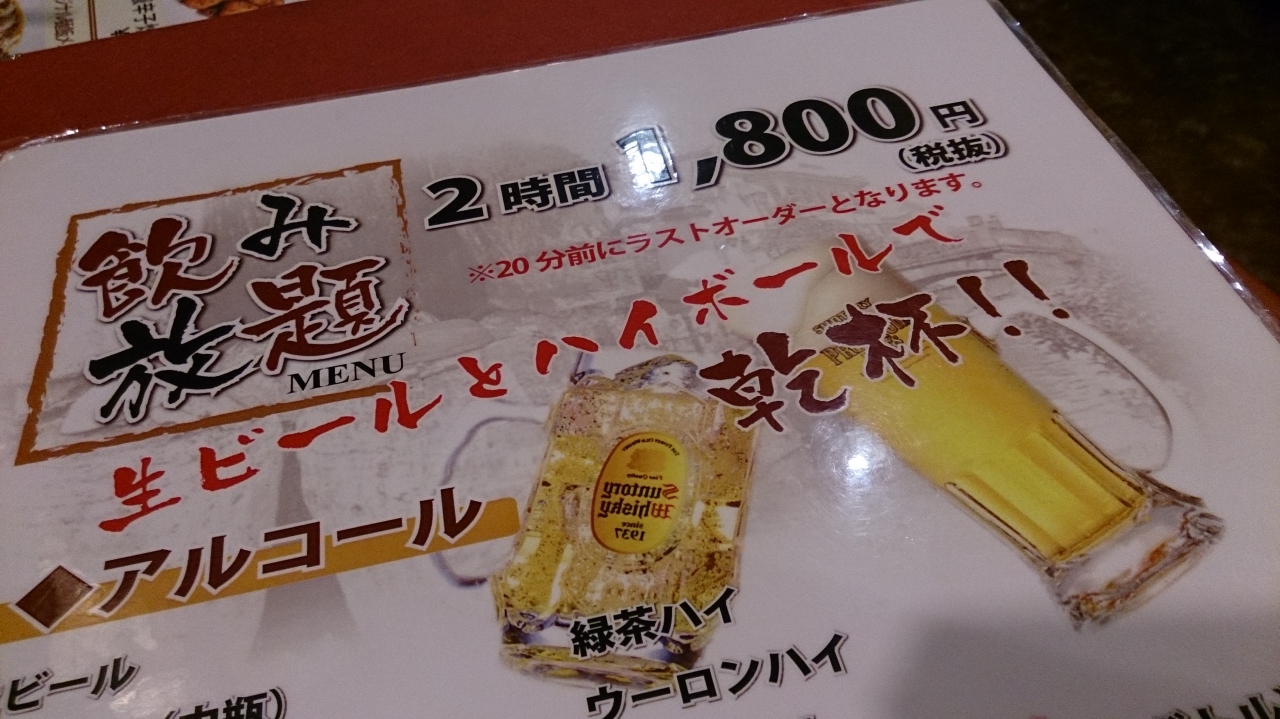 飲み
放題
MENU
2時間 1,800円
(税抜)
※20分前にラストオーダーとなります。
ールヌハイボールで
乾杯!!
Suntory
Whisky
since
1937
◆アルコール
緑茶ハイ
ウーロンハイ
ビール
瓶)